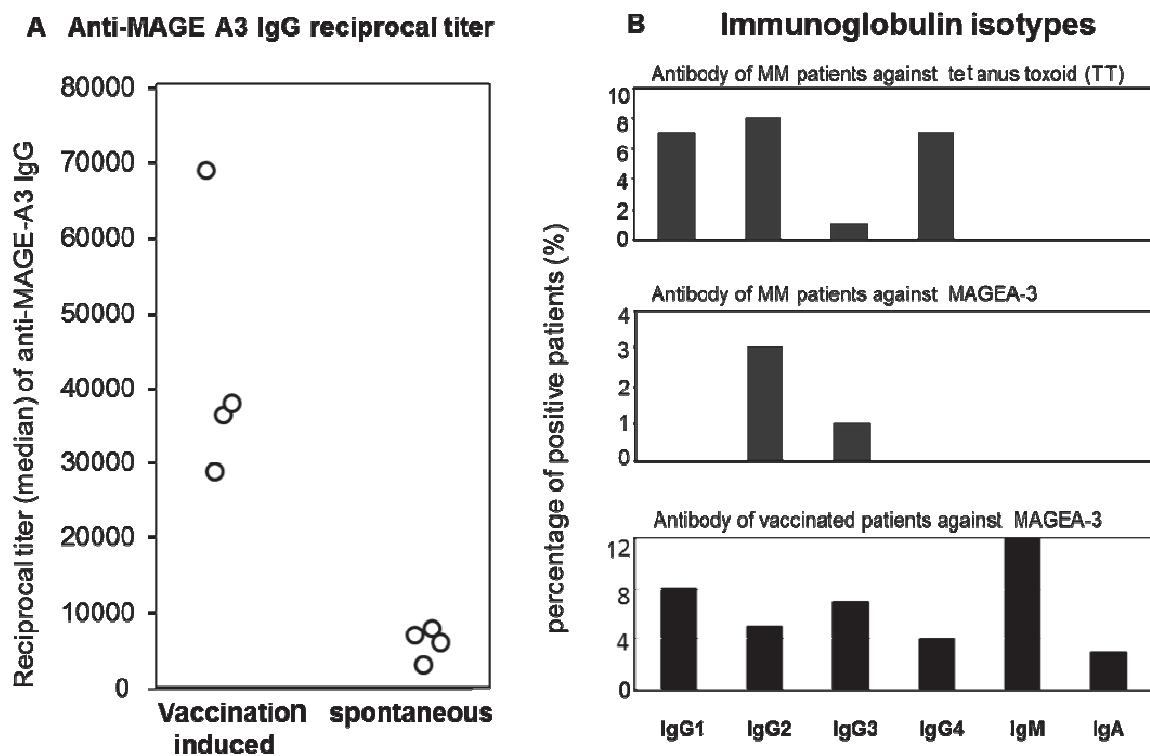 A Anti-MAGE A3 IgG reciprocal titer
Reciprocal titer (median) of anti-MAGE-A3 IgG
80000
70000
60000
50000
40000
30000
20000
10000
0
Vaccination induced
spontaneous
B Immunoglobulin isotypes
percentage of positive patients (%)
Antibody of MM patients against tetanus toxoid (TT)
10
8
6
4
2
0
Antibody of MM patients against MAGEA-3
4
3
2
1
0
Antibody of vaccinated patients against MAGEA-3
12
8
4
0
IgG1 IgG2 IgG3 IgG4 IgM IgA